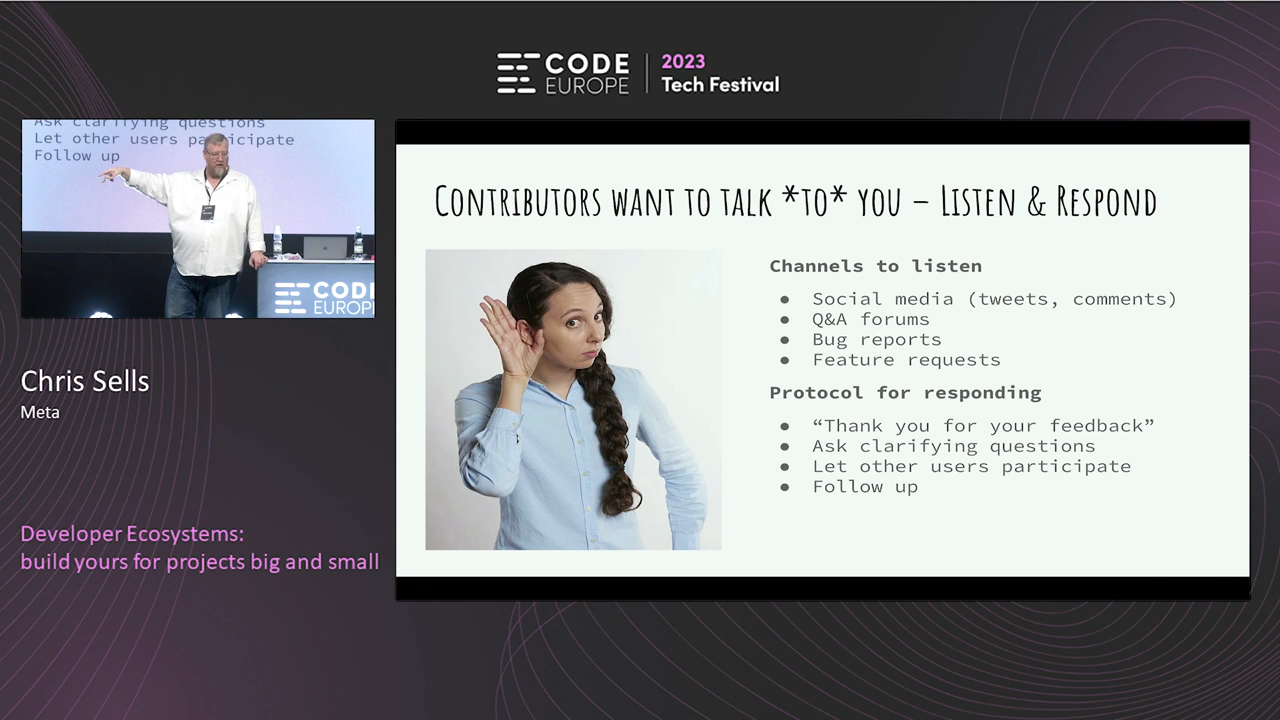 CODE
EUROPE
2023
Tech Festival
Ask clarifying questions
Let other users participate
Follow up
CODE
EUROPE
Chris Sells
Meta
Developer Ecosystems:
build yours for projects big and small
Contributors want to talk *to* you – Listen & Respond
Channels to listen
● Social media (tweets, comments)
● Q&A forums
● Bug reports
● Feature requests
Protocol for responding
● “Thank you for your feedback”
● Ask clarifying questions
● Let other users participate
● Follow up